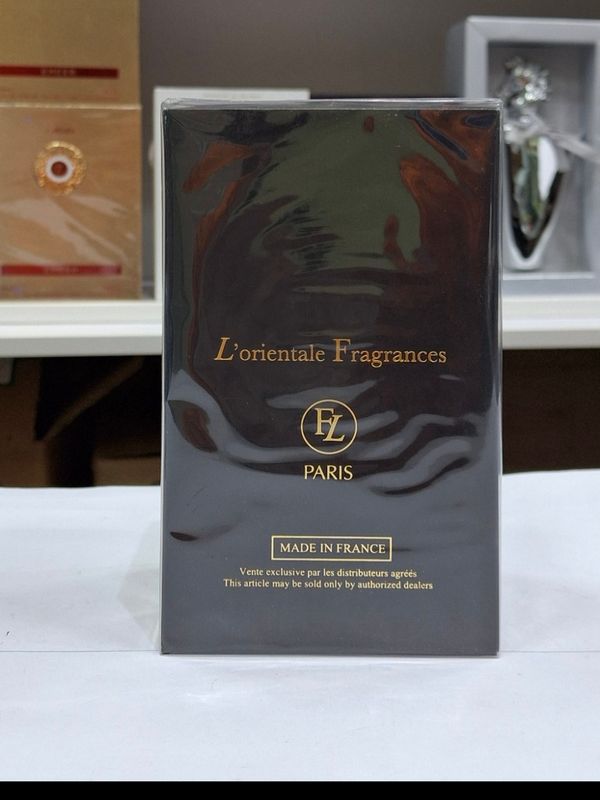 L'orientale Fragrances
FL
PARIS
MADE IN FRANCE
Vente exclusive par les distributeurs agréés
This article may be sold only by authorized dealers